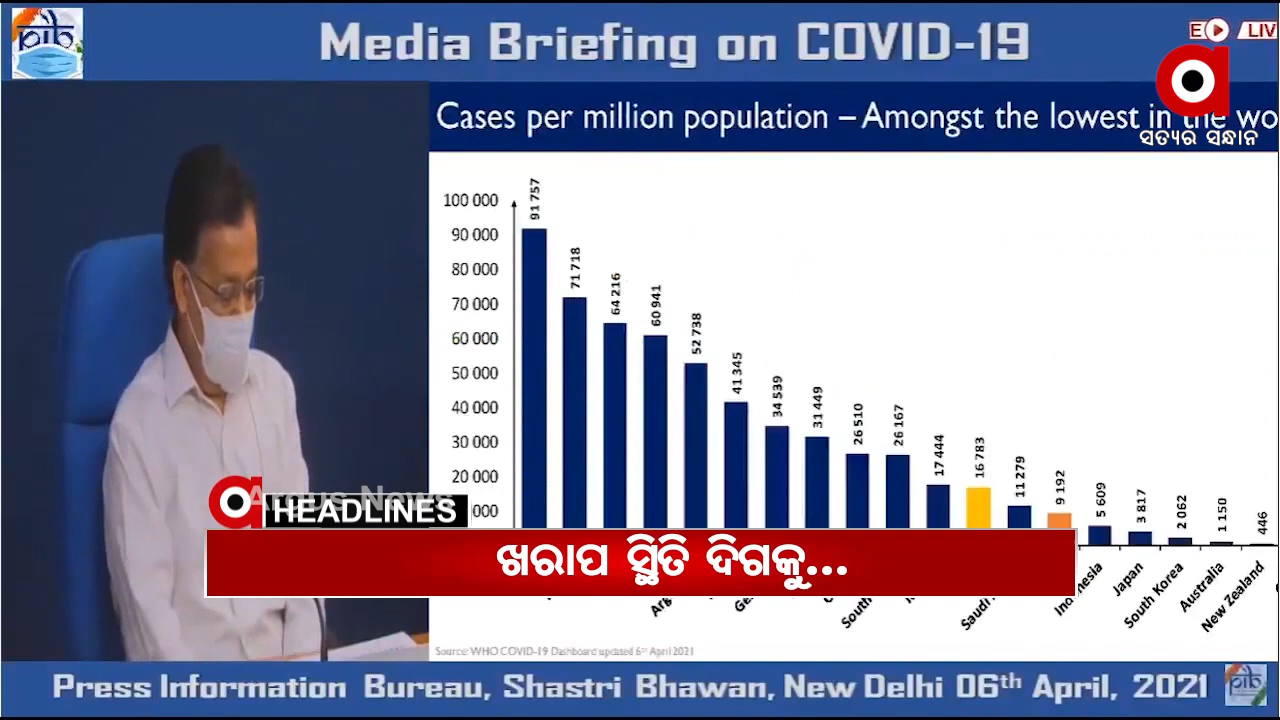 pib
Media Briefing on COVID-19
LIV
ସତ୍ୟର ସନ୍ଧାନ
Cases per million population – Amongst the lowest in the wo
100 000
90 000
80 000
70 000
60 000
50 000
40 000
30 000
20 000
91 757
71 718
64 216
60 941
52 738
41 345
34 539
31 449
26 510
26 167
17 444
16 783
11 279
9 192
5 609
3 817
2 062
1 150
446
Japan
South Korea
Australia
New Zealand
Argus News
HEADLINES
ଖରାପ ସ୍ଥିତି ଦିଗକୁ...
Source: WHO COVID-19 Dashboard updated 6th April 2021
Press Information Bureau, Shastri Bhawan, New Delhi 06th April, 2021
pib